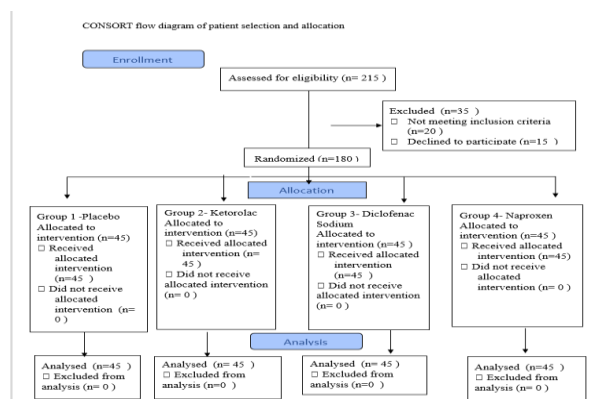 CONSORT flow diagram of patient selection and allocation
Enrollment
Assessed for eligibility (n= 215 )
Excluded (n=35 )
□ Not meeting inclusion criteria
(n=20 )
□ Declined to participate (n=15 )
Randomized (n=180 )
Allocation
Group 1 -Placebo
Allocated to
intervention (n=45)
□ Received
allocated
intervention
(n=45 )
□ Did not receive
allocated
intervention (n=
0 )
Group 2- Ketorolac
Allocated to
intervention (n=45)
□ Received allocated
intervention (n=
45 )
□ Did not receive
allocated intervention
(n= 0 )
Group 3- Diclofenac
Sodium
Allocated to
intervention (n=45 )
□ Received allocated
intervention
(n=45 )
□ Did not receive
allocated intervention
(n= 0 )
Group 4- Naproxen
Allocated to
intervention (n=45 )
□ Received allocated
intervention (n=45)
□ Did not receive
allocated
intervention (n= 0 )
Analysis
Analysed (n=45 )
□ Excluded from
analysis (n= 0 )
Analysed (n= 45 )
□ Excluded from
analysis (n=0 )
Analysed (n= 45 )
□ Excluded from
analysis (n=0 )
Analysed (n=45 )
□ Excluded from
analysis (n= 0 )